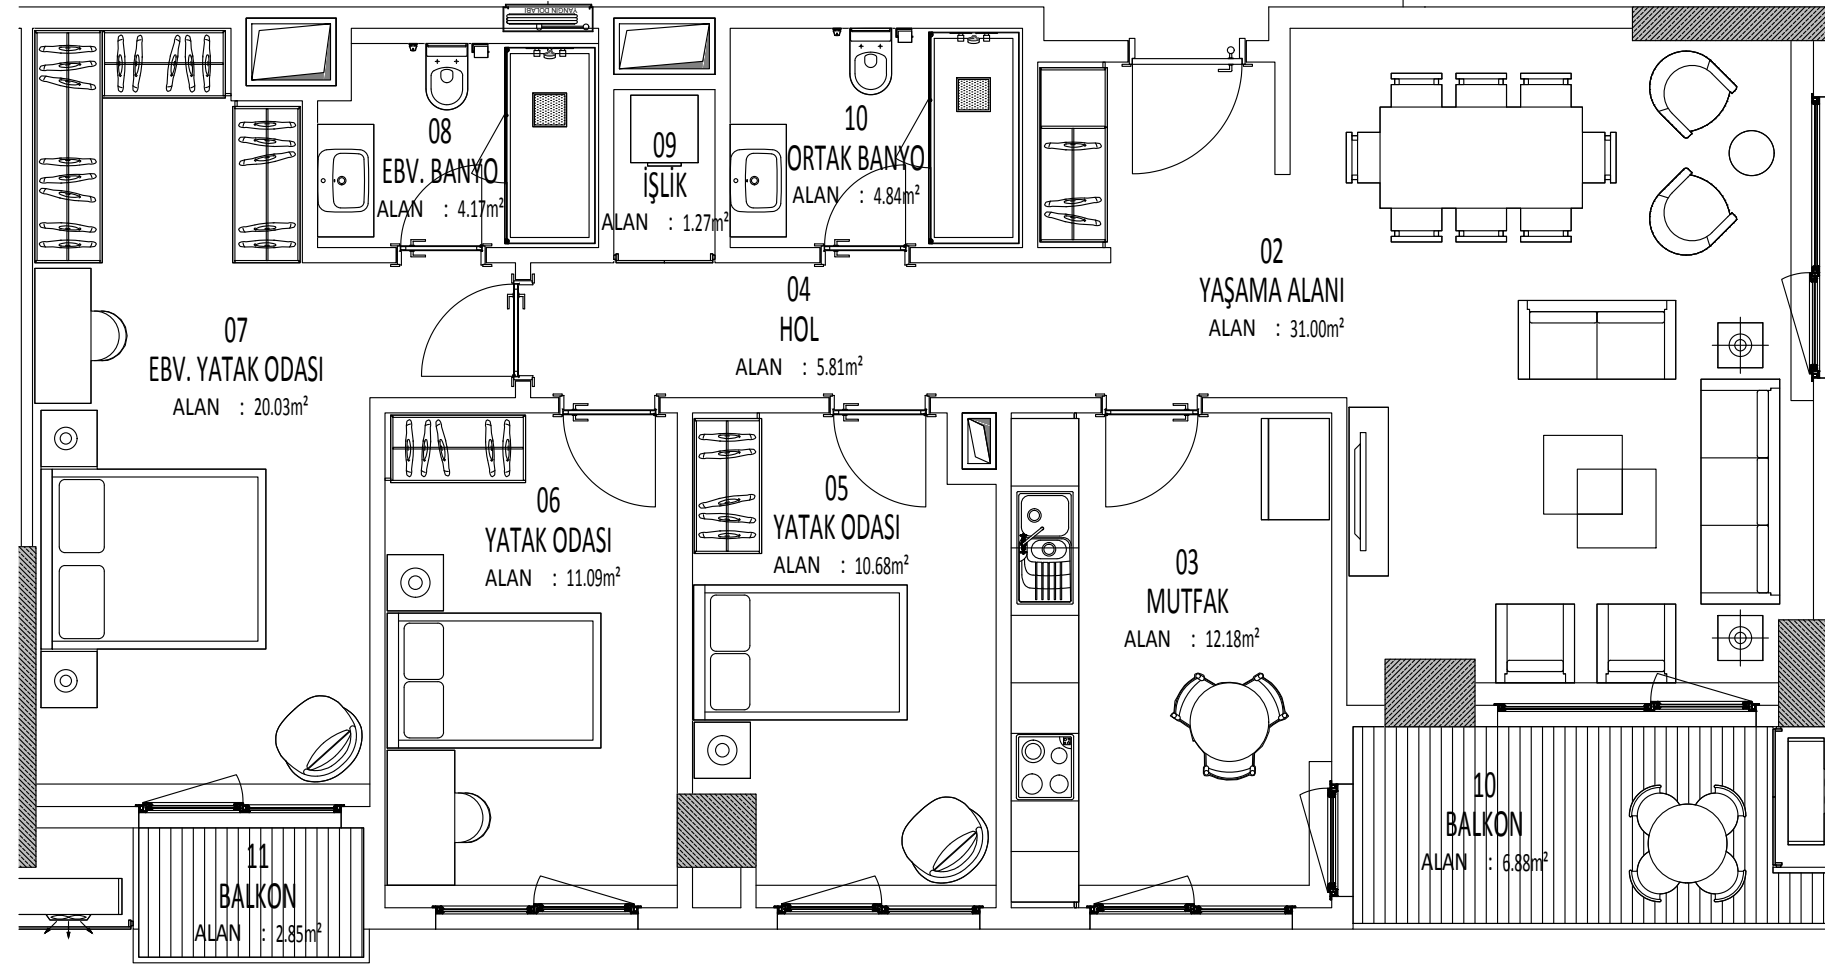 YANGIN DOLABI
08
EBV. BANYO
ALAN : 4.17m²
09
İŞLİK
ALAN : 1.27m²
10
ORTAK BANYO
ALAN : 4.84m²
02
YAŞAMA ALANI
ALAN : 31.00m²
04
HOL
ALAN : 5.81m²
07
EBV. YATAK ODASI
ALAN : 20.03m²
06
YATAK ODASI
ALAN : 11.09m²
05
YATAK ODASI
ALAN : 10.68m²
03
MUTFAK
ALAN : 12.18m²
11
BALKON
ALAN : 2.85m²
10
BALKON
ALAN : 6.88m²